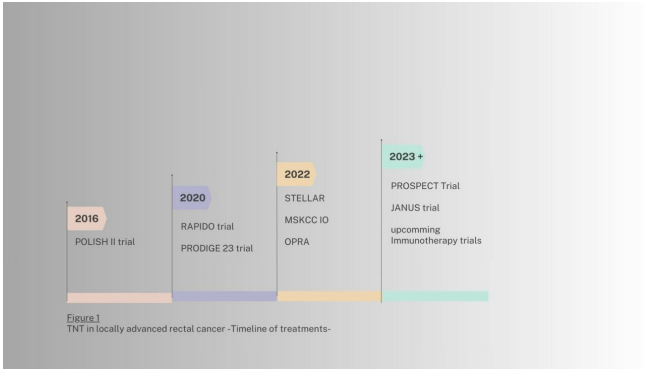 2016
POLISH II trial
2020
RAPIDO trial
PRODIGE 23 trial
2022
STELLAR
MSKCC IO
OPRA
2023 +
PROSPECT Trial
JANUS trial
upcomming
Immunotherapy trials
Figure 1
TNT in locally advanced rectal cancer -Timeline of treatments-